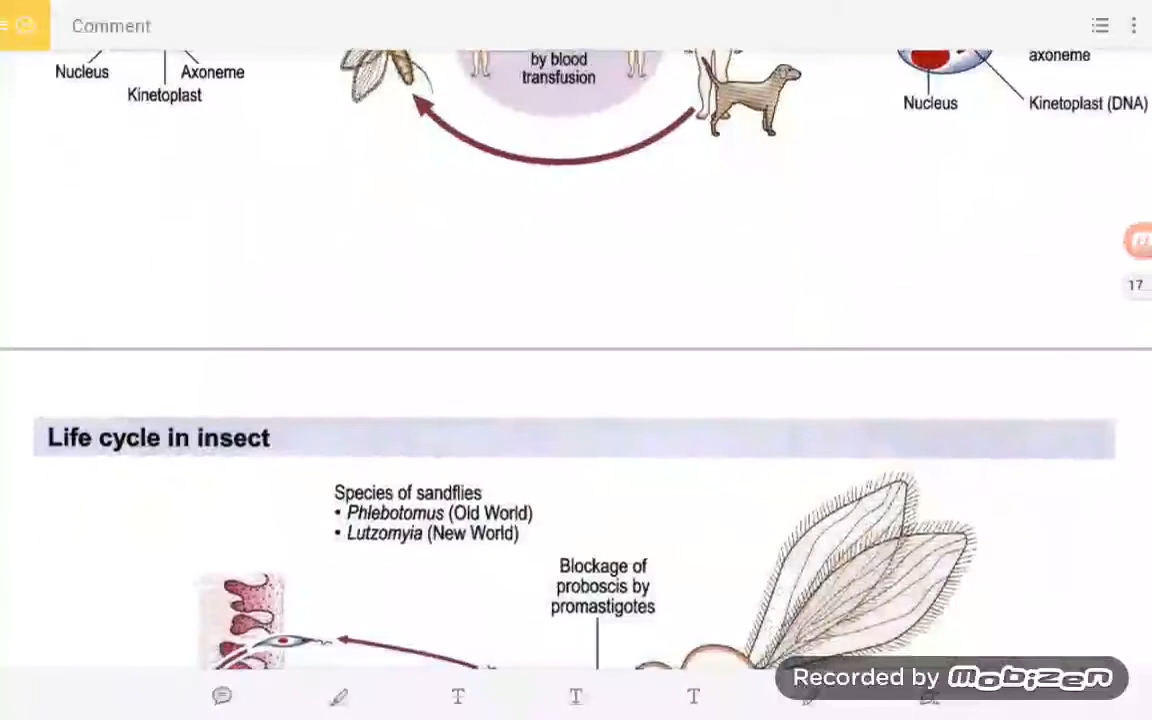 Comment
by blood
transfusion
Nucleus
Axoneme
Kinetoplast
axoneme
Nucleus
Kinetoplast (DNA)
17
Life cycle in insect
Species of sandflies
• Phlebotomus (Old World)
• Lutzomyia (New World)
Blockage of
proboscis by
promastigotes
Recorded by mobizen
T
T
T